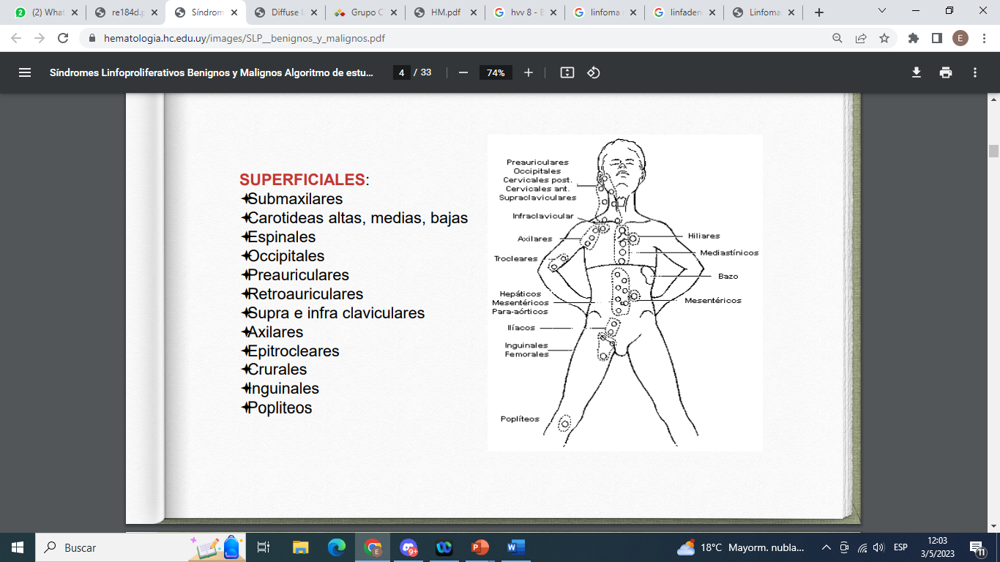 (2) What
re184d.p
Síndrom
Diffuse l
Grupo C
HM.pdf
hvv 8 - B
linfoma
linfaden
Linfoma
hematologia.hc.edu.uy/images/SLP__benignos_y_malignos.pdf
E
Síndromes Linfoproliferativos Benignos y Malignos Algoritmo de estu...
4 / 33
74%
SUPERFICIALES:
Submaxilares
Carotideas altas, medias, bajas
Espinales
Occipitales
Preauriculares
Retroauriculares
Supra e infra claviculares
Axilares
Epitrocleares
Crurales
Inguinales
Popliteos
Preauriculares
Occipitales
Cervicales post.
Cervicales ant.
Supraclaviculares
Infraclavicular
Axilares
Trocleares
Hepáticos
Mesentéricos
Para-aórticos
Ilíacos
Inguinales
Femorales
Poplíteos
Hiliares
Mediastínicos
Bazo
Mesentéricos
Buscar
E
9+
18°C Mayorm. nubla...
ESP
12:03
3/5/2023
11